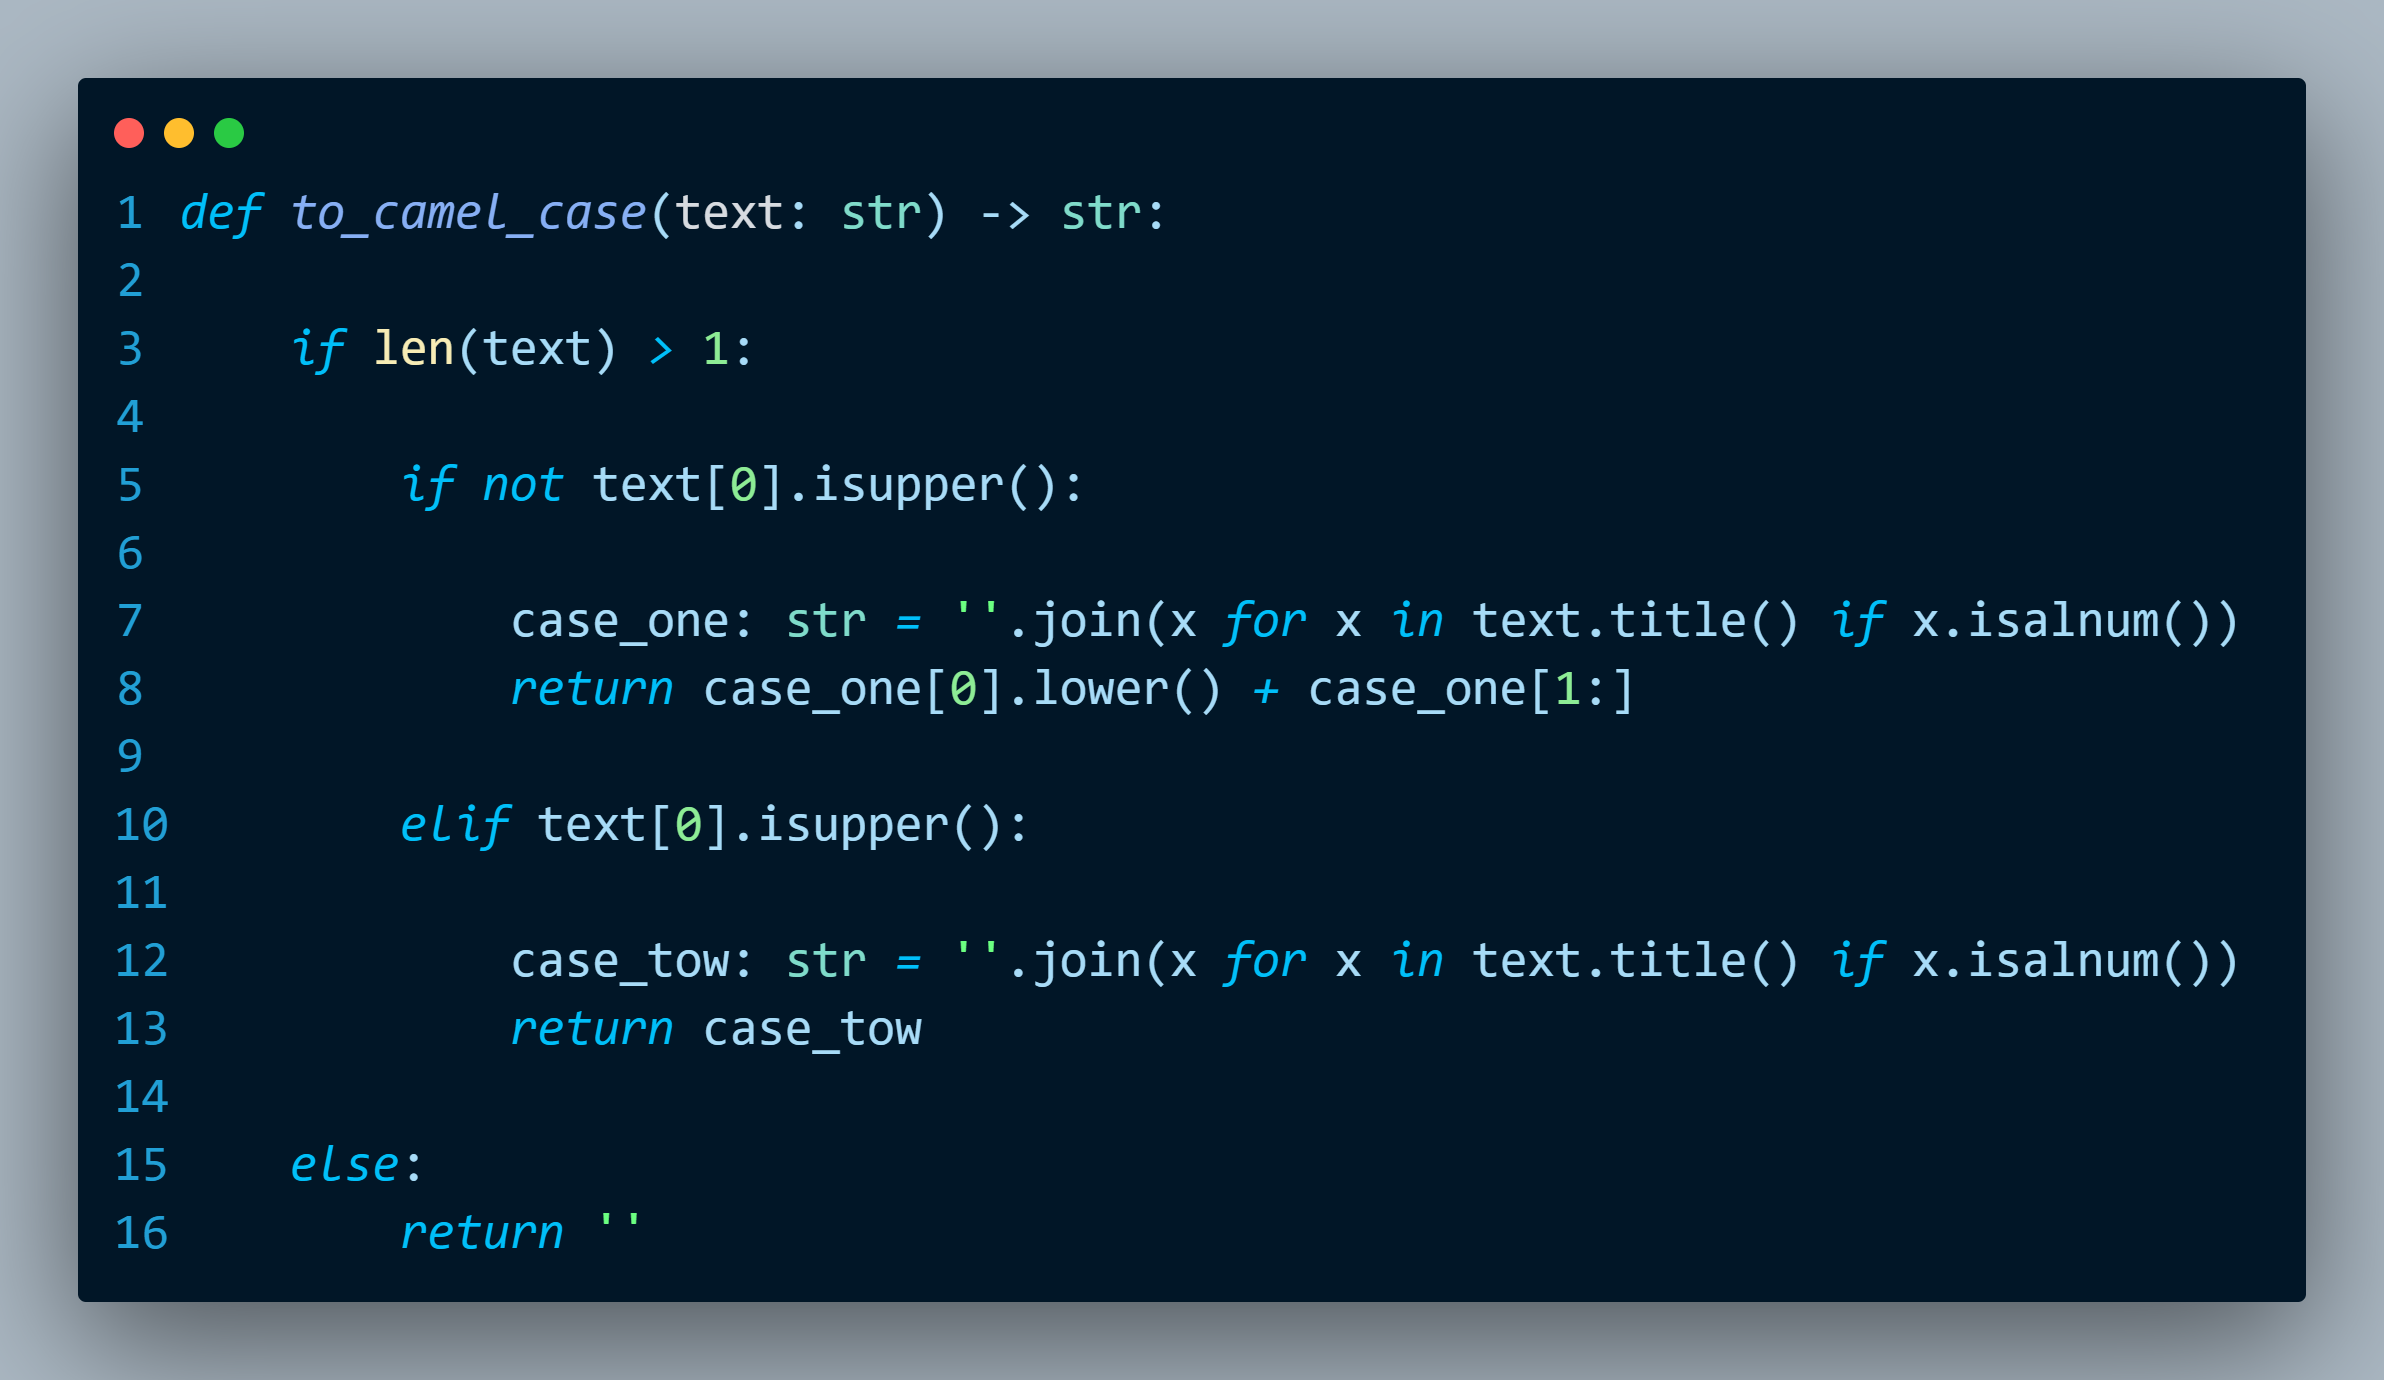 1 def to_camel_case(text: str) -> str:
2
3     if len(text) > 1:
4
5         if not text[0].isupper():
6
7             case_one: str = ''.join(x for x in text.title() if x.isalnum())
8             return case_one[0].lower() + case_one[1:]
9
10         elif text[0].isupper():
11
12             case_tow: str = ''.join(x for x in text.title() if x.isalnum())
13             return case_tow
14
15     else:
16         return ''